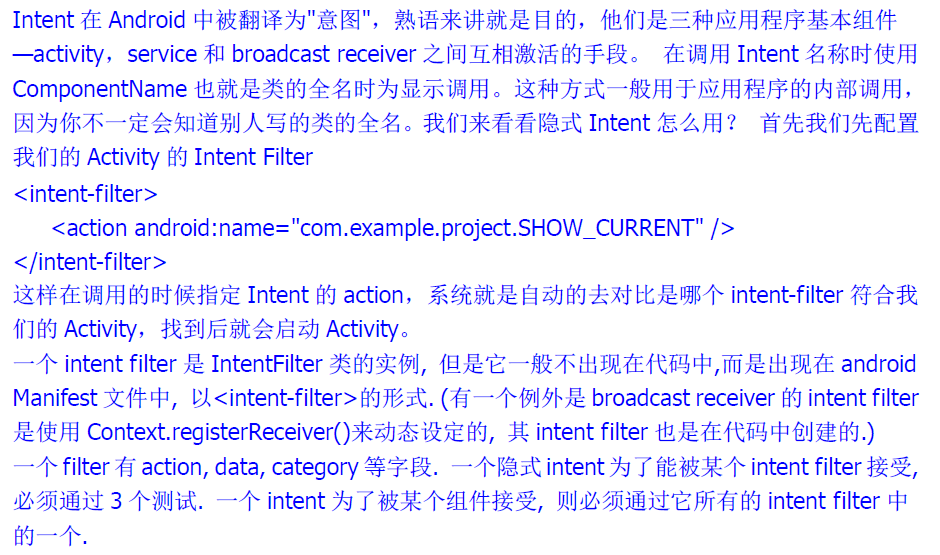 Intent 在 Android 中被翻译为"意图"，熟语来讲就是目的，他们是三种应用程序基本组件
—activity，service 和 broadcast receiver 之间互相激活的手段。 在调用 Intent 名称时使用
ComponentName 也就是类的全名时为显示调用。这种方式一般用于应用程序的内部调用，
因为你不一定会知道别人写的类的全名。我们来看看隐式 Intent 怎么用？ 首先我们先配置
我们的 Activity 的 Intent Filter
<intent-filter>
<action android:name="com.example.project.SHOW_CURRENT" />
</intent-filter>
这样在调用的时候指定 Intent 的 action，系统就是自动的去对比是哪个 intent-filter 符合我
们的 Activity，找到后就会启动 Activity。
一个 intent filter 是 IntentFilter 类的实例, 但是它一般不出现在代码中,而是出现在 android
Manifest 文件中, 以<intent-filter>的形式. (有一个例外是 broadcast receiver 的 intent filter
是使用 Context.registerReceiver()来动态设定的, 其 intent filter 也是在代码中创建的.)
一个 filter 有 action, data, category 等字段. 一个隐式 intent 为了能被某个 intent filter 接受,
必须通过 3 个测试. 一个 intent 为了被某个组件接受, 则必须通过它所有的 intent filter 中
的一个.